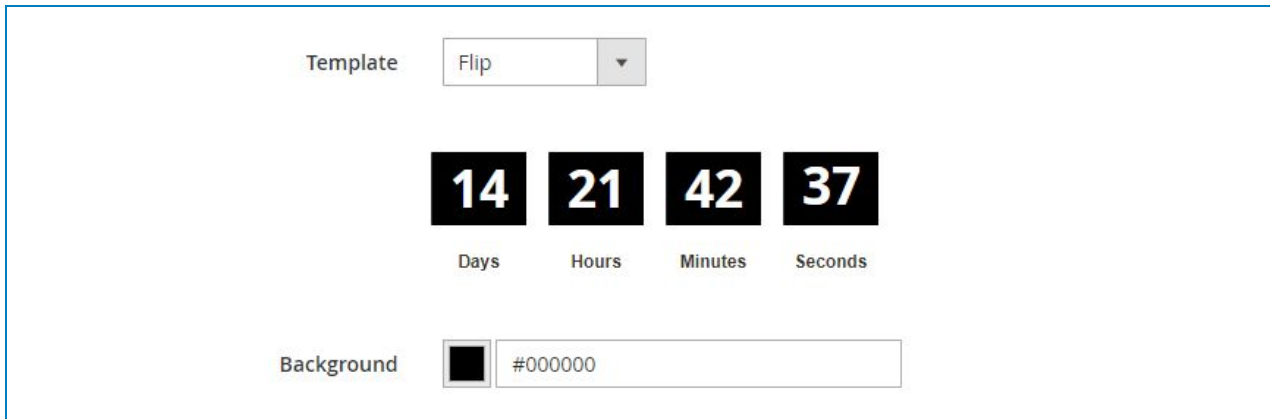 Template Flip
14 21 42 37
Days Hours Minutes Seconds
Background #000000